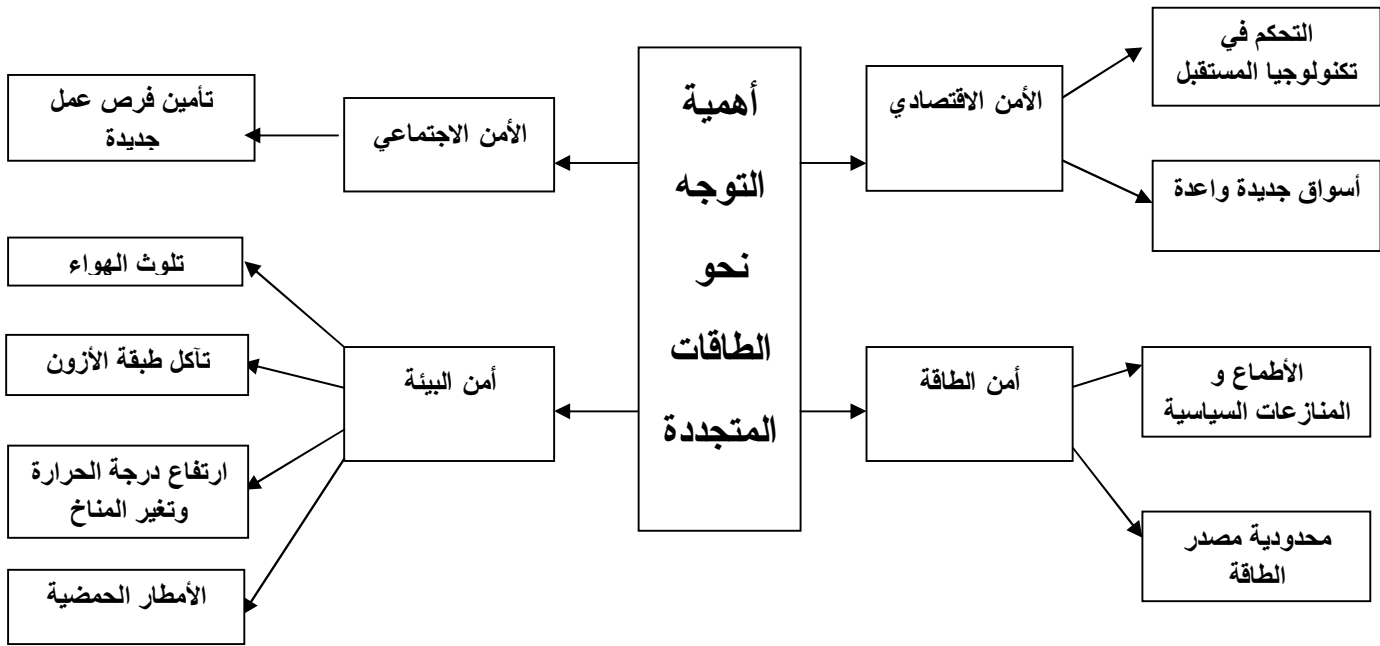 أهمية
التوجه
نحو
الطاقات
المتجددة
الأمن الاقتصادي
التحكم في
تكنولوجيا المستقبل
أسواق جديدة واعدة
أمن الطاقة
الأطماع و
المنازعات السياسية
محدودية مصدر
الطاقة
الأمن الاجتماعي
تأمين فرص عمل
جديدة
أمن البيئة
تلوث الهواء
تآكل طبقة الأزون
ارتفاع درجة الحرارة
وتغير المناخ
الأمطار الحمضية